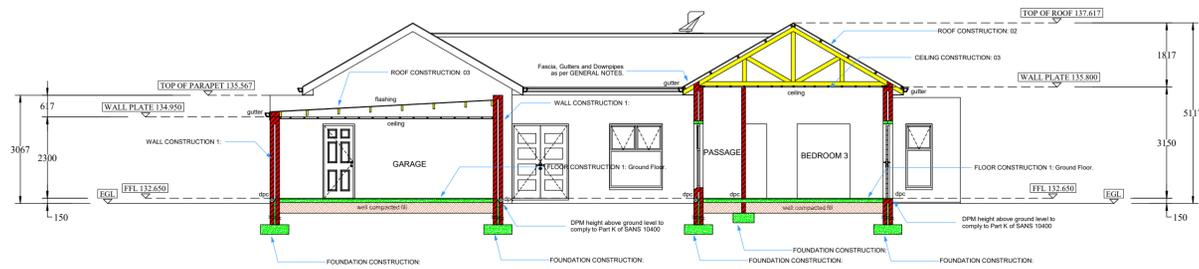 TOP OF ROOF 137.617
ROOF CONSTRUCTION: 02
CEILING CONSTRUCTION: 03
Fascia, Gutters and Downpipes
as per GENERAL NOTES.
ROOF CONSTRUCTION: 03
TOP OF PARAPET 135.567
WALL PLATE 135.800
gutter
gutter
ceiling
flashing
WALL PLATE 134.950
gutter
ceiling
WALL CONSTRUCTION 1:
WALL CONSTRUCTION 1:
617
2300
3067
150
1817
3150
150
GARAGE
PASSAGE
BEDROOM 3
FLOOR CONSTRUCTION 1: Ground Floor.
FLOOR CONSTRUCTION 1: Ground Floor.
EGL
FFL 132.650
FFL 132.650
EGL
dpc
dpc
dpc
dpc
dpc
well compacted fill
well compacted fill
DPM height above ground level to
comply to Part K of SANS 10400
DPM height above ground level to
comply to Part K of SANS 10400
FOUNDATION CONSTRUCTION:
FOUNDATION CONSTRUCTION:
FOUNDATION CONSTRUCTION:
FOUNDATION CONSTRUCTION:
FOUNDATION CONSTRUCTION: